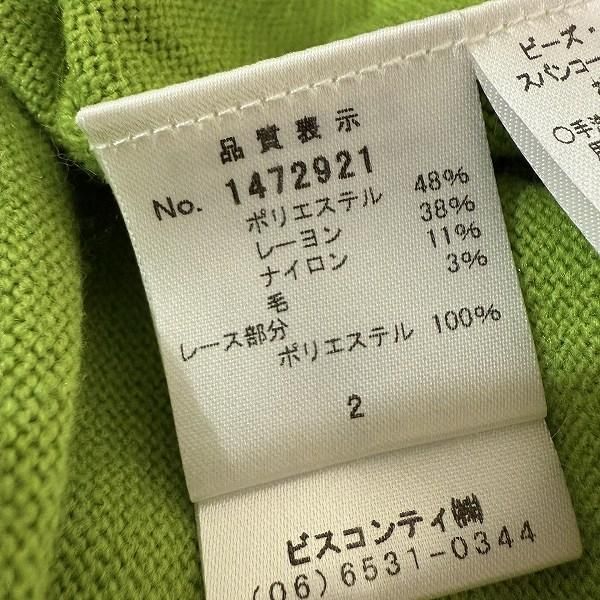 品質表示
No. 1472921
ポリエステル 48%
レーヨン 38%
ナイロン 11%
毛 3%
レース部分
ポリエステル 100%
2
ビスコンティ㈱
(06)6531-0344
ビーズ・
スパンコー
○手洗